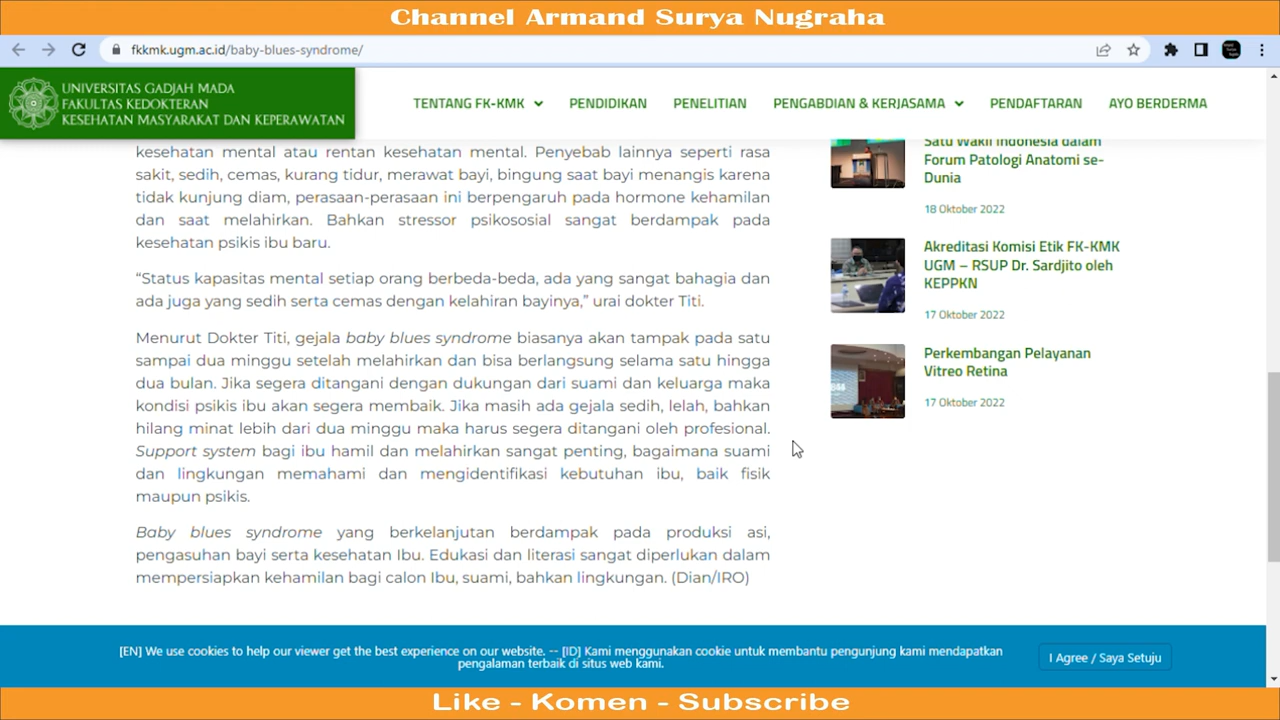 Channel Armand Surya Nugraha
fkkmk.ugm.ac.id/baby-blues-syndrome/
UNIVERSITAS GADJAH MADA
FAKULTAS KEDOKTERAN
KESEHATAN MASYARAKAT DAN KEPERAWATAN
TENTANG FK-KMK
PENDIDIKAN
PENELITIAN
PENGABDIAN & KERJASAMA
PENDAFTARAN
AYO BERDERMA
kesehatan mental atau rentan kesehatan mental. Penyebab lainnya seperti rasa
sakit, sedih, cemas, kurang tidur, merawat bayi, bingung saat bayi menangis karena
tidak kunjung diam, perasaan-perasaan ini berpengaruh pada hormone kehamilan
dan saat melahirkan. Bahkan stressor psikososial sangat berdampak pada
kesehatan psikis ibu baru.
“Status kapasitas mental setiap orang berbeda-beda, ada yang sangat bahagia dan
ada juga yang sedih serta cemas dengan kelahiran bayinya,” urai dokter Titi.
Menurut Dokter Titi, gejala baby blues syndrome biasanya akan tampak pada satu
sampai dua minggu setelah melahirkan dan bisa berlangsung selama satu hingga
dua bulan. Jika segera ditangani dengan dukungan dari suami dan keluarga maka
kondisi psikis ibu akan segera membaik. Jika masih ada gejala sedih, lelah, bahkan
hilang minat lebih dari dua minggu maka harus segera ditangani oleh profesional.
Support system bagi ibu hamil dan melahirkan sangat penting, bagaimana suami
dan lingkungan memahami dan mengidentifikasi kebutuhan ibu, baik fisik
maupun psikis.
Baby blues syndrome yang berkelanjutan berdampak pada produksi asi,
pengasuhan bayi serta kesehatan Ibu. Edukasi dan literasi sangat diperlukan dalam
mempersiapkan kehamilan bagi calon Ibu, suami, bahkan lingkungan. (Dian/IRO)
Satu Wakil Indonesia dalam
Forum Patologi Anatomi se-
Dunia
18 Oktober 2022
Akreditasi Komisi Etik FK-KMK
UGM – RSUP Dr. Sardjito oleh
KEPPKN
17 Oktober 2022
Perkembangan Pelayanan
Vitreo Retina
17 Oktober 2022
[EN] We use cookies to help our viewer get the best experience on our website. -- [ID] Kami menggunakan cookie untuk membantu pengunjung kami mendapatkan
pengalaman terbaik di situs web kami.
I Agree / Saya Setuju
Like - Komen - Subscribe